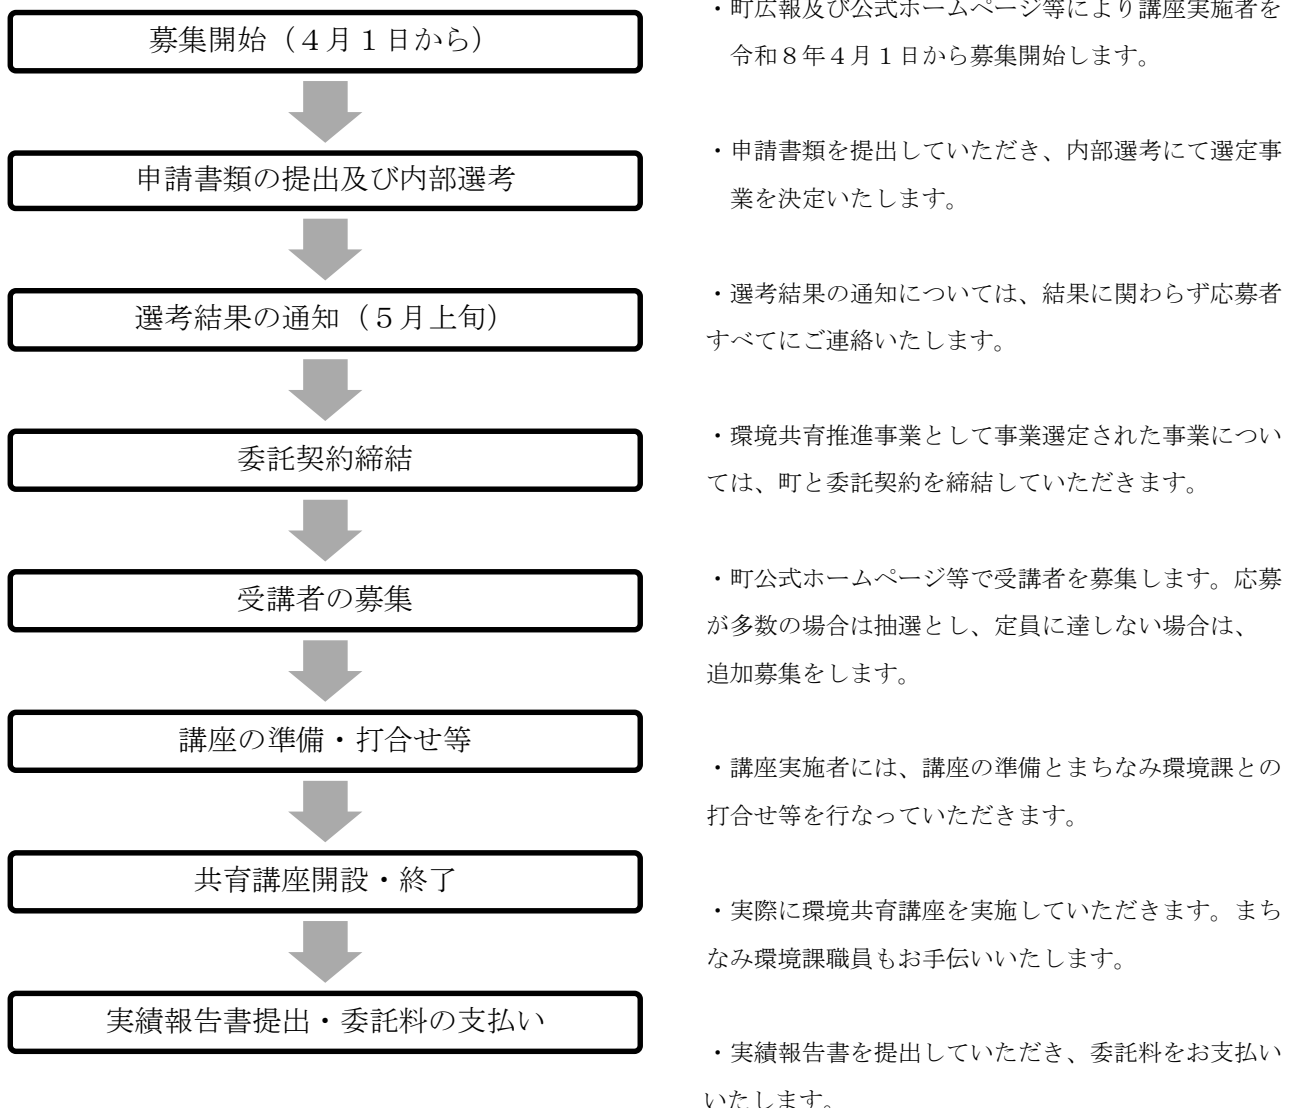 募集開始（４月１日から）
申請書類の提出及び内部選考
選考結果の通知（５月上旬）
委託契約締結
受講者の募集
講座の準備・打合せ等
共育講座開設・終了
実績報告書提出・委託料の支払い
・町広報及び公式ホームページ等により講座実施者を
令和８年４月１日から募集開始します。
・申請書類を提出していただき、内部選考にて選定事
業を決定いたします。
・選考結果の通知については、結果に関わらず応募者
すべてにご連絡いたします。
・環境共育推進事業として事業選定された事業につい
ては、町と委託契約を締結していただきます。
・町公式ホームページ等で受講者を募集します。応募
が多数の場合は抽選とし、定員に達しない場合は、
追加募集をします。
・講座実施者には、講座の準備とまちなみ環境課との
打合せ等を行なっていただきます。
・実際に環境共育講座を実施していただきます。まち
なみ環境課職員もお手伝いいたします。
・実績報告書を提出していただき、委託料をお支払い
いたします。